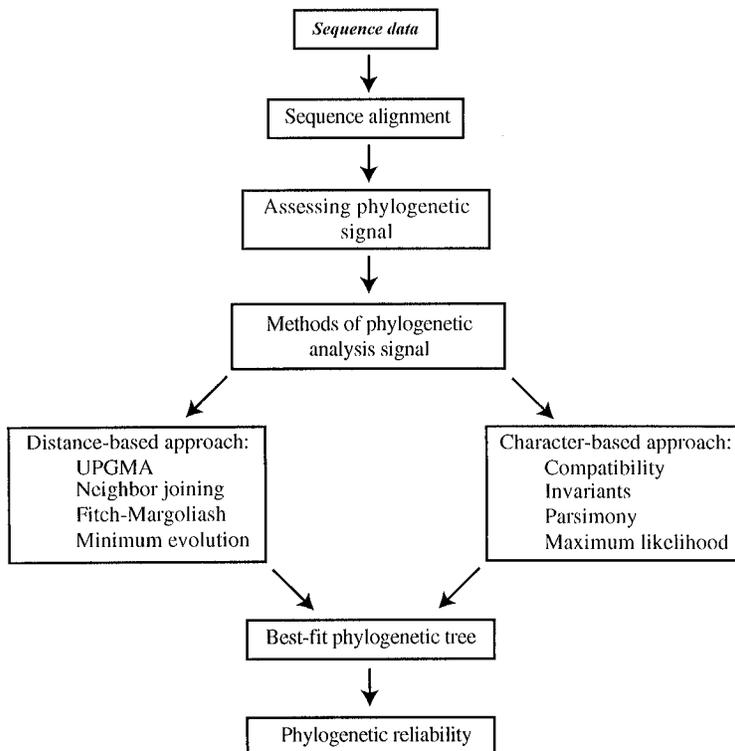 Sequence data
Sequence alignment
Assessing phylogenetic
signal
Methods of phylogenetic
analysis signal
Distance-based approach:
UPGMA
Neighbor joining
Fitch-Margoliash
Minimum evolution
Character-based approach:
Compatibility
Invariants
Parsimony
Maximum likelihood
Best-fit phylogenetic tree
Phylogenetic reliability